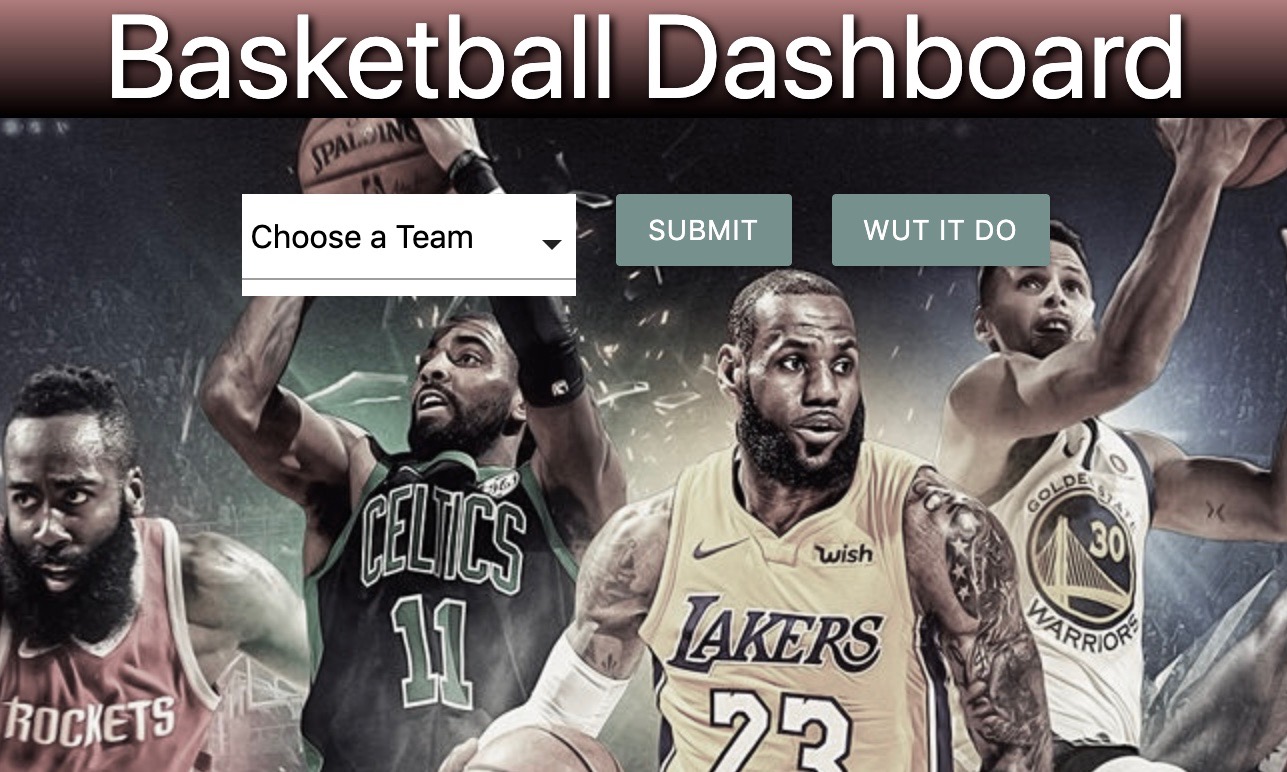 Basketball Dashboard
SPALDING
Choose a Team
SUBMIT
WUT IT DO
CELTICS
11
wish
LAKERS
23
GOLDEN STATE
30
WARRIORS
ROCKETS